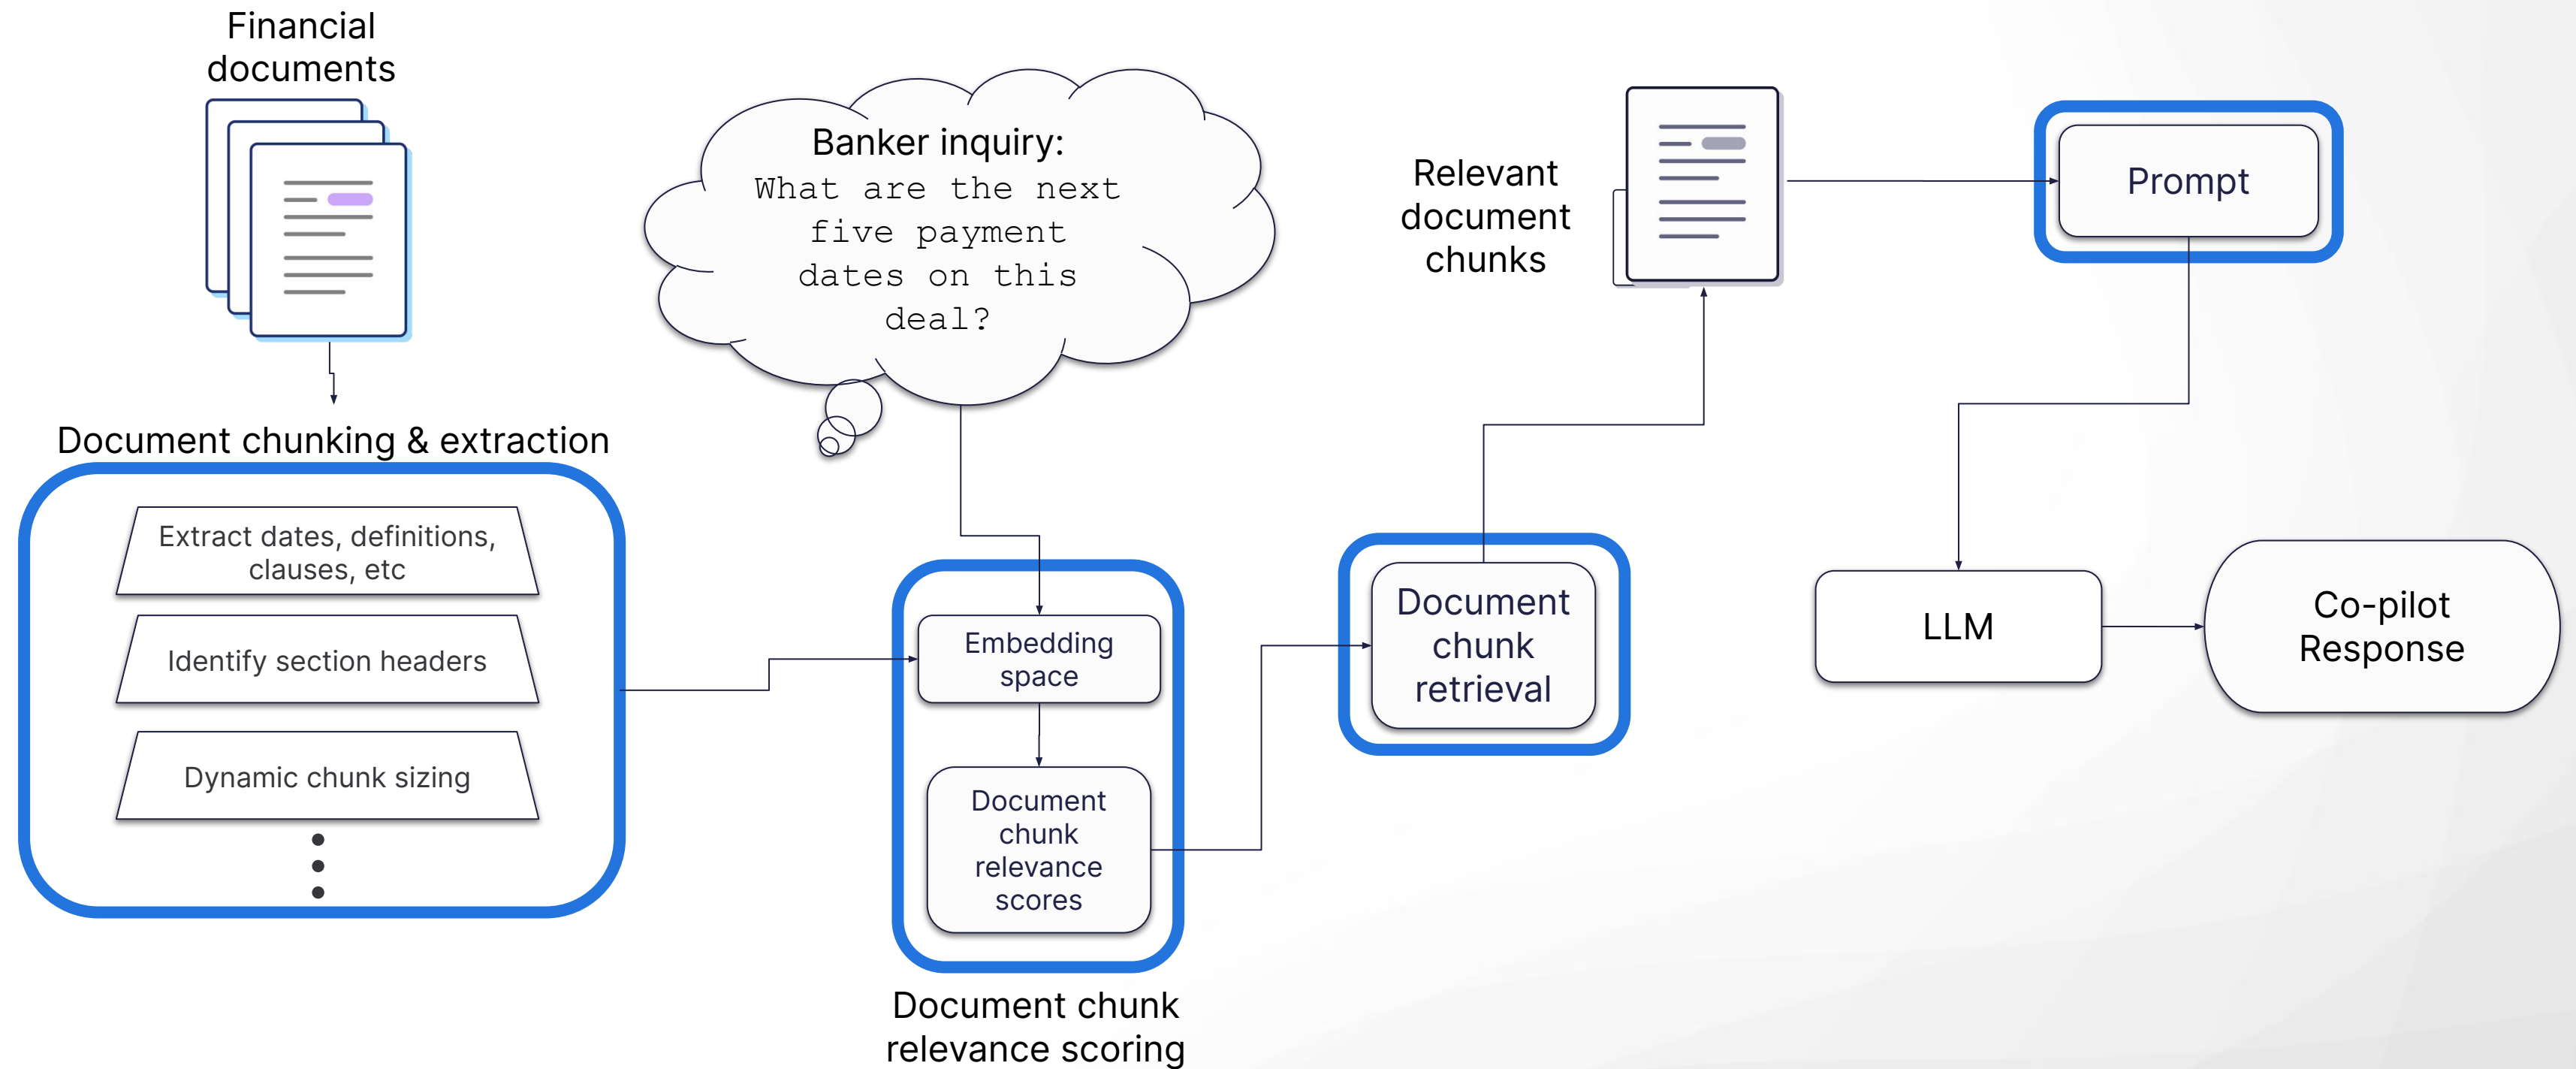 Financial
documents
Document chunking & extraction
Extract dates, definitions,
clauses, etc
Identify section headers
Dynamic chunk sizing
Banker inquiry:
What are the next
five payment
dates on this
deal?
Embedding
space
Document
chunk
relevance
scores
Document chunk
relevance scoring
Document
chunk
retrieval
Relevant
document
chunks
Prompt
LLM
Co-pilot
Response